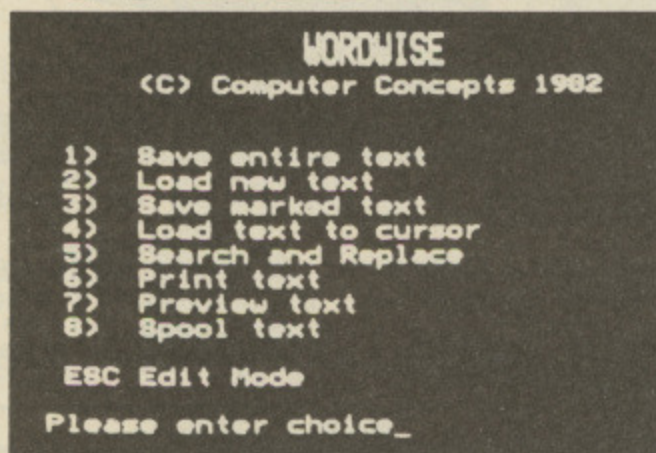 WORDWISE
(C) Computer Concepts 1982
1) Save entire text
2) Load new text
3) Save marked text
4) Load text to cursor
5) Search and Replace
6) Print text
7) Preview text
8) Spool text
ESC Edit Mode
Please enter choice_